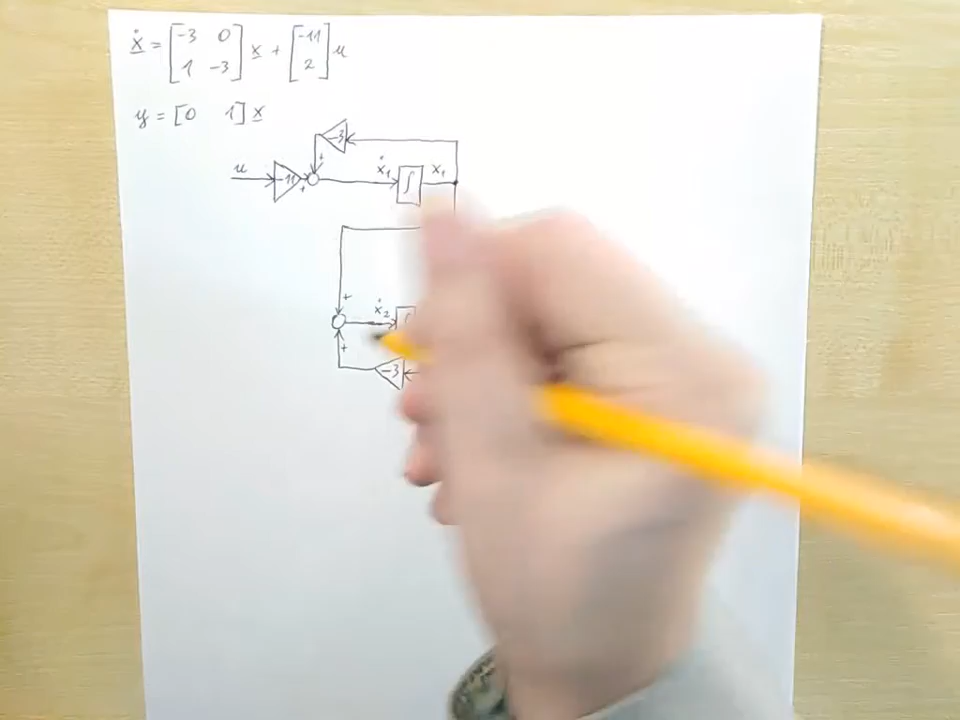 ẋ = [-3 0; 1 -3] x + [-11; 2] u
y = [0 1] x
-3
+
u -11 + ẋ₁ ∫ x₁
+
ẋ₂ ∫
+
-3